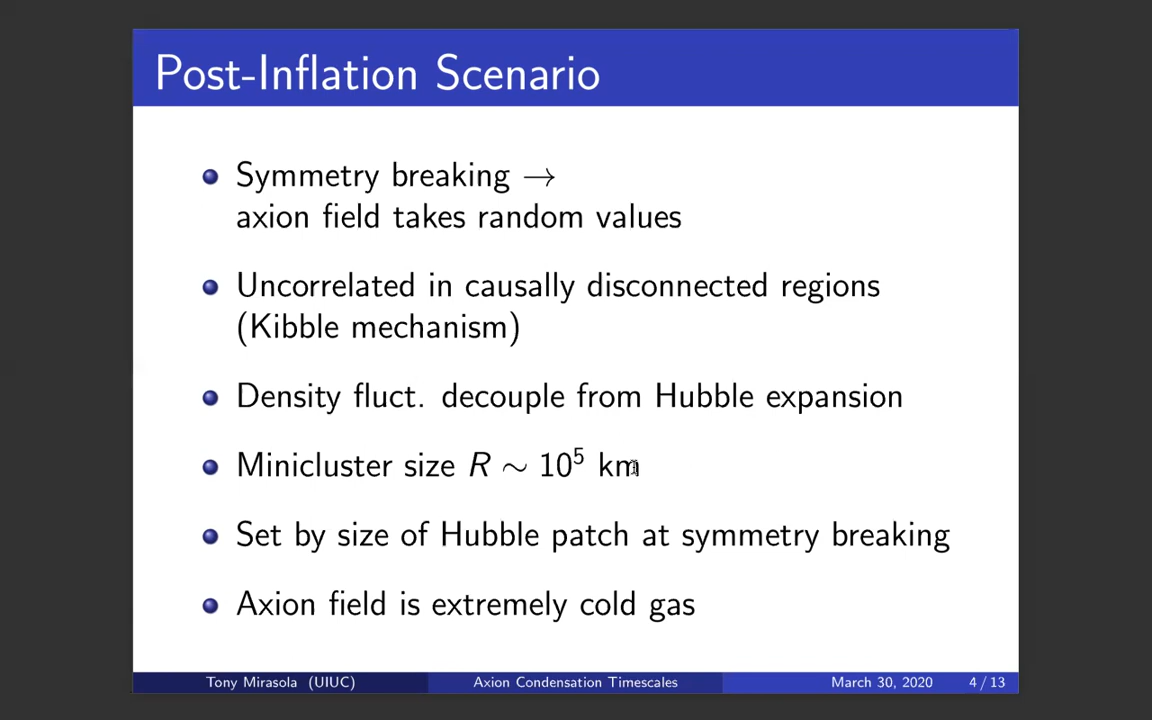 Post-Inflation Scenario
Symmetry breaking →
axion field takes random values
Uncorrelated in causally disconnected regions
(Kibble mechanism)
Density fluct. decouple from Hubble expansion
Minicluster size R ∼ 10⁵ km
Set by size of Hubble patch at symmetry breaking
Axion field is extremely cold gas
Tony Mirasola (UIUC) Axion Condensation Timescales March 30, 2020 4 / 13